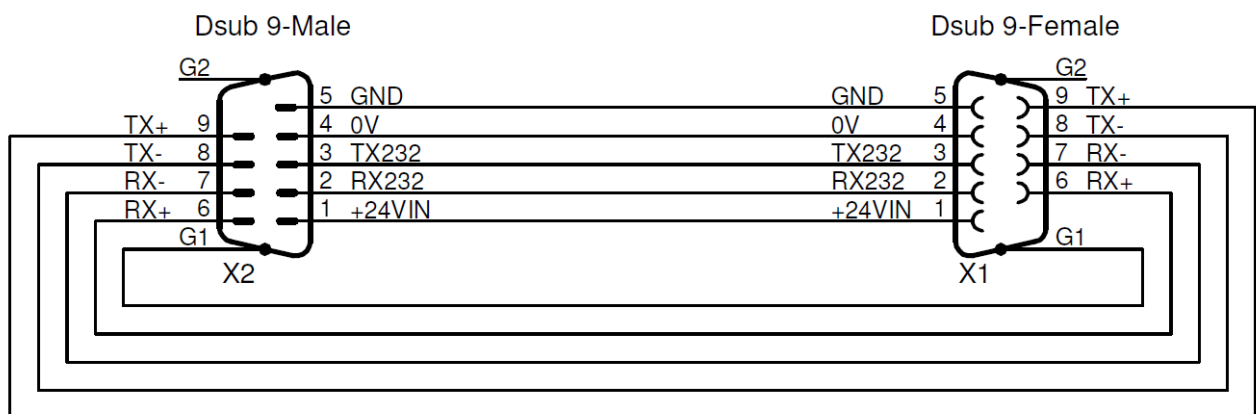 Dsub 9-Male Dsub 9-Female
G2 G2
5 GND GND 5 9 TX+
TX+ 9 4 0V 0V 4 8 TX-
TX- 8 3 TX232 TX232 3 7 RX-
RX- 7 2 RX232 RX232 2 6 RX+
RX+ 6 1 +24VIN +24VIN 1
G1 G1
X2 X1